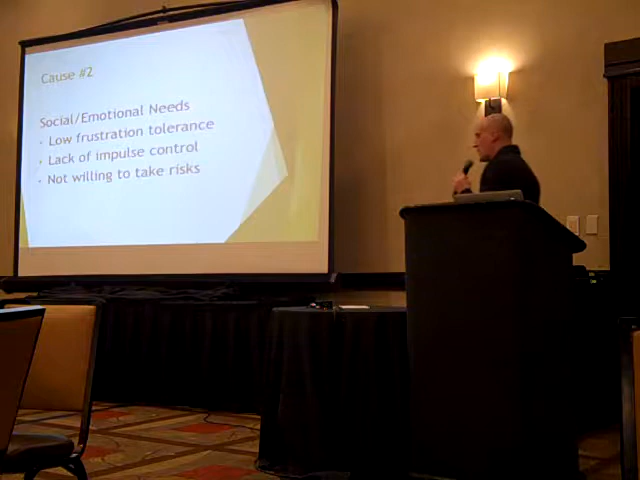 Cause #2
Social/Emotional Needs
• Low frustration tolerance
• Lack of impulse control
• Not willing to take risks